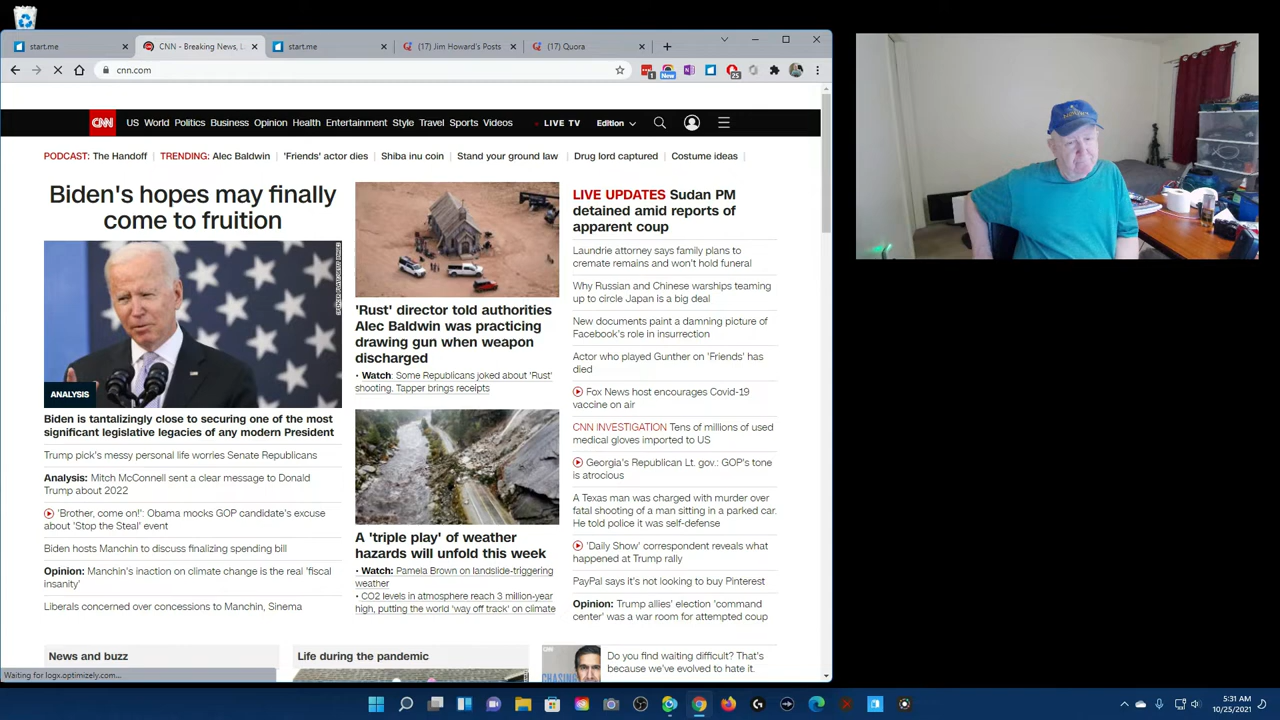 start.me
CNN - Breaking News, L
start.me
(17) Jim Howard's Posts
(17) Quora
cnn.com
1
New
25
CNN
US World Politics Business Opinion Health Entertainment Style Travel Sports Videos
LIVE TV
Edition
PODCAST: The Handoff
TRENDING: Alec Baldwin
'Friends' actor dies
Shiba inu coin
Stand your ground law
Drug lord captured
Costume ideas
Biden's hopes may finally
come to fruition
ANALYSIS
Biden is tantalizingly close to securing one of the most
significant legislative legacies of any modern President
Trump pick's messy personal life worries Senate Republicans
Analysis: Mitch McConnell sent a clear message to Donald
Trump about 2022
'Brother, come on!': Obama mocks GOP candidate's excuse
about 'Stop the Steal' event
Biden hosts Manchin to discuss finalizing spending bill
Opinion: Manchin's inaction on climate change is the real 'fiscal
insanity'
Liberals concerned over concessions to Manchin, Sinema
'Rust' director told authorities
Alec Baldwin was practicing
drawing gun when weapon
discharged
• Watch: Some Republicans joked about 'Rust'
shooting. Tapper brings receipts
A 'triple play' of weather
hazards will unfold this week
• Watch: Pamela Brown on landslide-triggering
weather
• CO2 levels in atmosphere reach 3 million-year
high, putting the world 'way off track' on climate
LIVE UPDATES Sudan PM
detained amid reports of
apparent coup
Laundrie attorney says family plans to
cremate remains and won't hold funeral
Why Russian and Chinese warships teaming
up to circle Japan is a big deal
New documents paint a damning picture of
Facebook's role in insurrection
Actor who played Gunther on 'Friends' has
died
Fox News host encourages Covid-19
vaccine on air
CNN INVESTIGATION Tens of millions of used
medical gloves imported to US
Georgia's Republican Lt. gov.: GOP's tone
is atrocious
A Texas man was charged with murder over
fatal shooting of a man sitting in a parked car.
He told police it was self-defense
'Daily Show' correspondent reveals what
happened at Trump rally
PayPal says it's not looking to buy Pinterest
Opinion: Trump allies' election 'command
center' was a war room for attempted coup
News and buzz
Life during the pandemic
CHASING
Do you find waiting difficult? That's
because we've evolved to hate it.
Waiting for logx.optimizely.com...
5:31 AM
10/25/2021